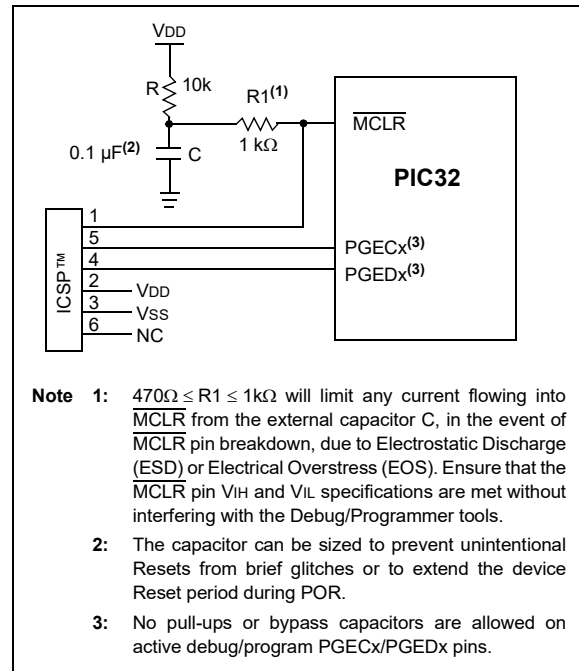 VDD
R 10k
R1(1)
1 kΩ
0.1 µF(2) C
MCLR
PIC32
PGECx(3)
PGEDx(3)
ICSP™
1
5
4
2 VDD
3 VSS
6 NC
Note 1: 470Ω ≤ R1 ≤ 1kΩ will limit any current flowing into
MCLR from the external capacitor C, in the event of
MCLR pin breakdown, due to Electrostatic Discharge
(ESD) or Electrical Overstress (EOS). Ensure that the
MCLR pin VIH and VIL specifications are met without
interfering with the Debug/Programmer tools.
2: The capacitor can be sized to prevent unintentional
Resets from brief glitches or to extend the device
Reset period during POR.
3: No pull-ups or bypass capacitors are allowed on
active debug/program PGECx/PGEDx pins.